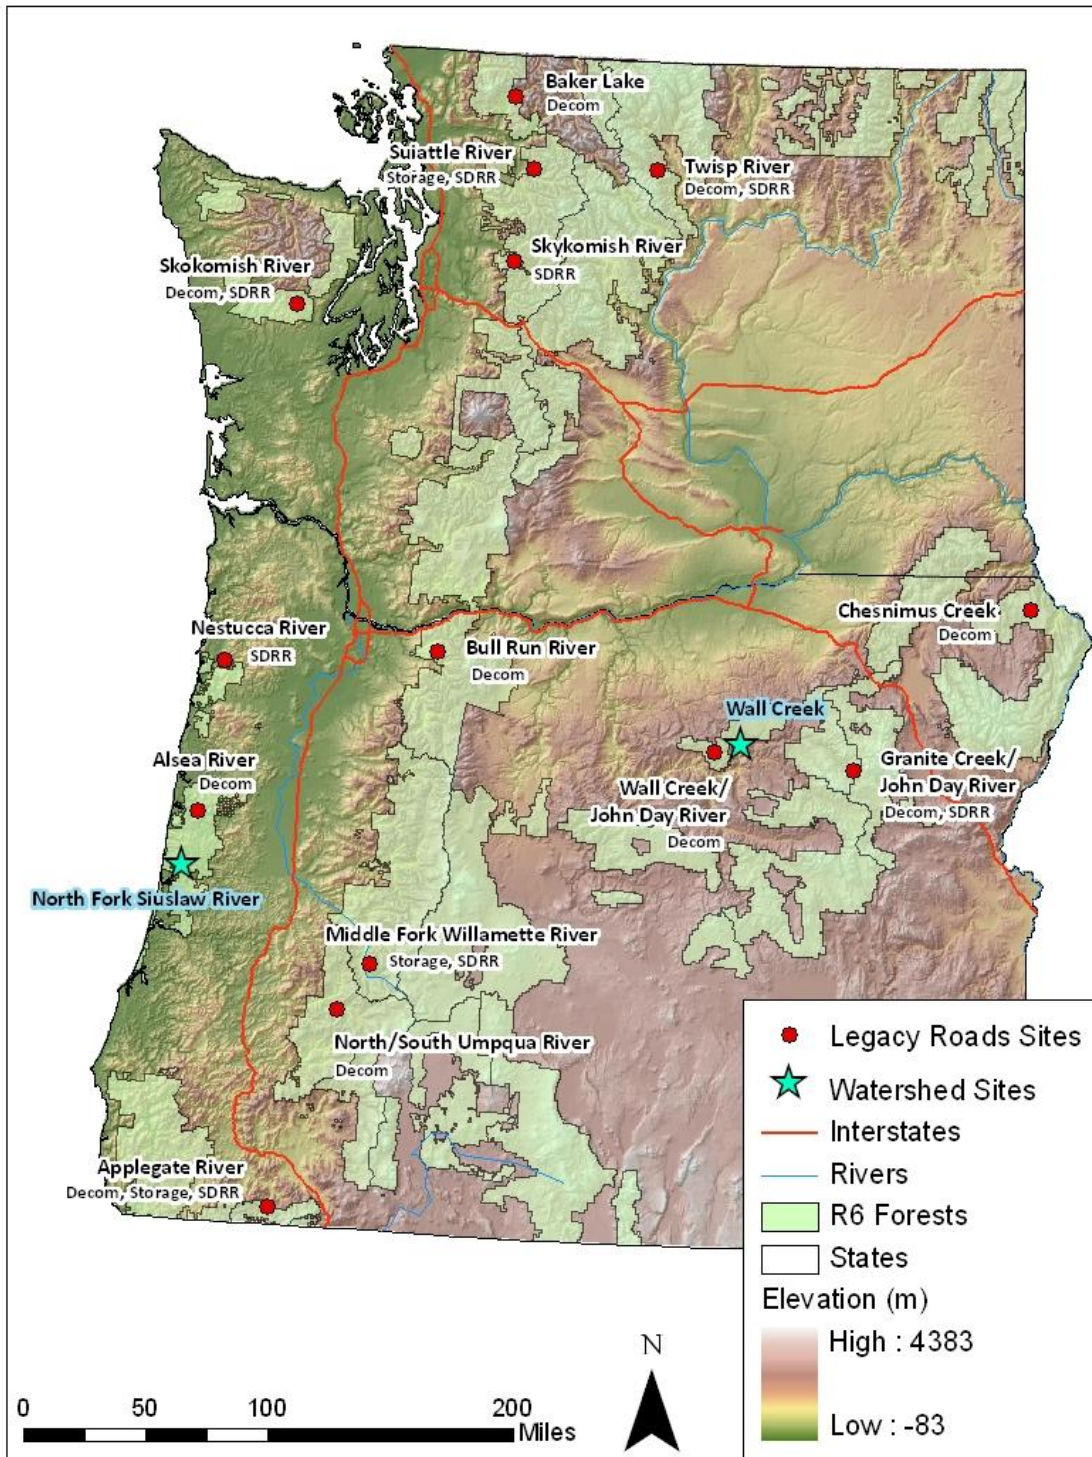 Baker Lake
Decom
Suiattle River
Storage, SDRR
Twisp River
Decom, SDRR
Skykomish River
SDRR
Skokomish River
Decom, SDRR
Chesnimus Creek
Decom
Nestucca River
SDRR
Bull Run River
Decom
Wall Creek
Alsea River
Decom
Wall Creek/
John Day River
Decom
Granite Creek/
John Day River
Decom, SDRR
North Fork Siuslaw River
Middle Fork Willamette River
Storage, SDRR
North/South Umpqua River
Decom
Applegate River
Decom, Storage, SDRR
Legacy Roads Sites
Watershed Sites
Interstates
Rivers
R6 Forests
States
Elevation (m)
High : 4383
Low : -83
N
0 50 100 200
Miles